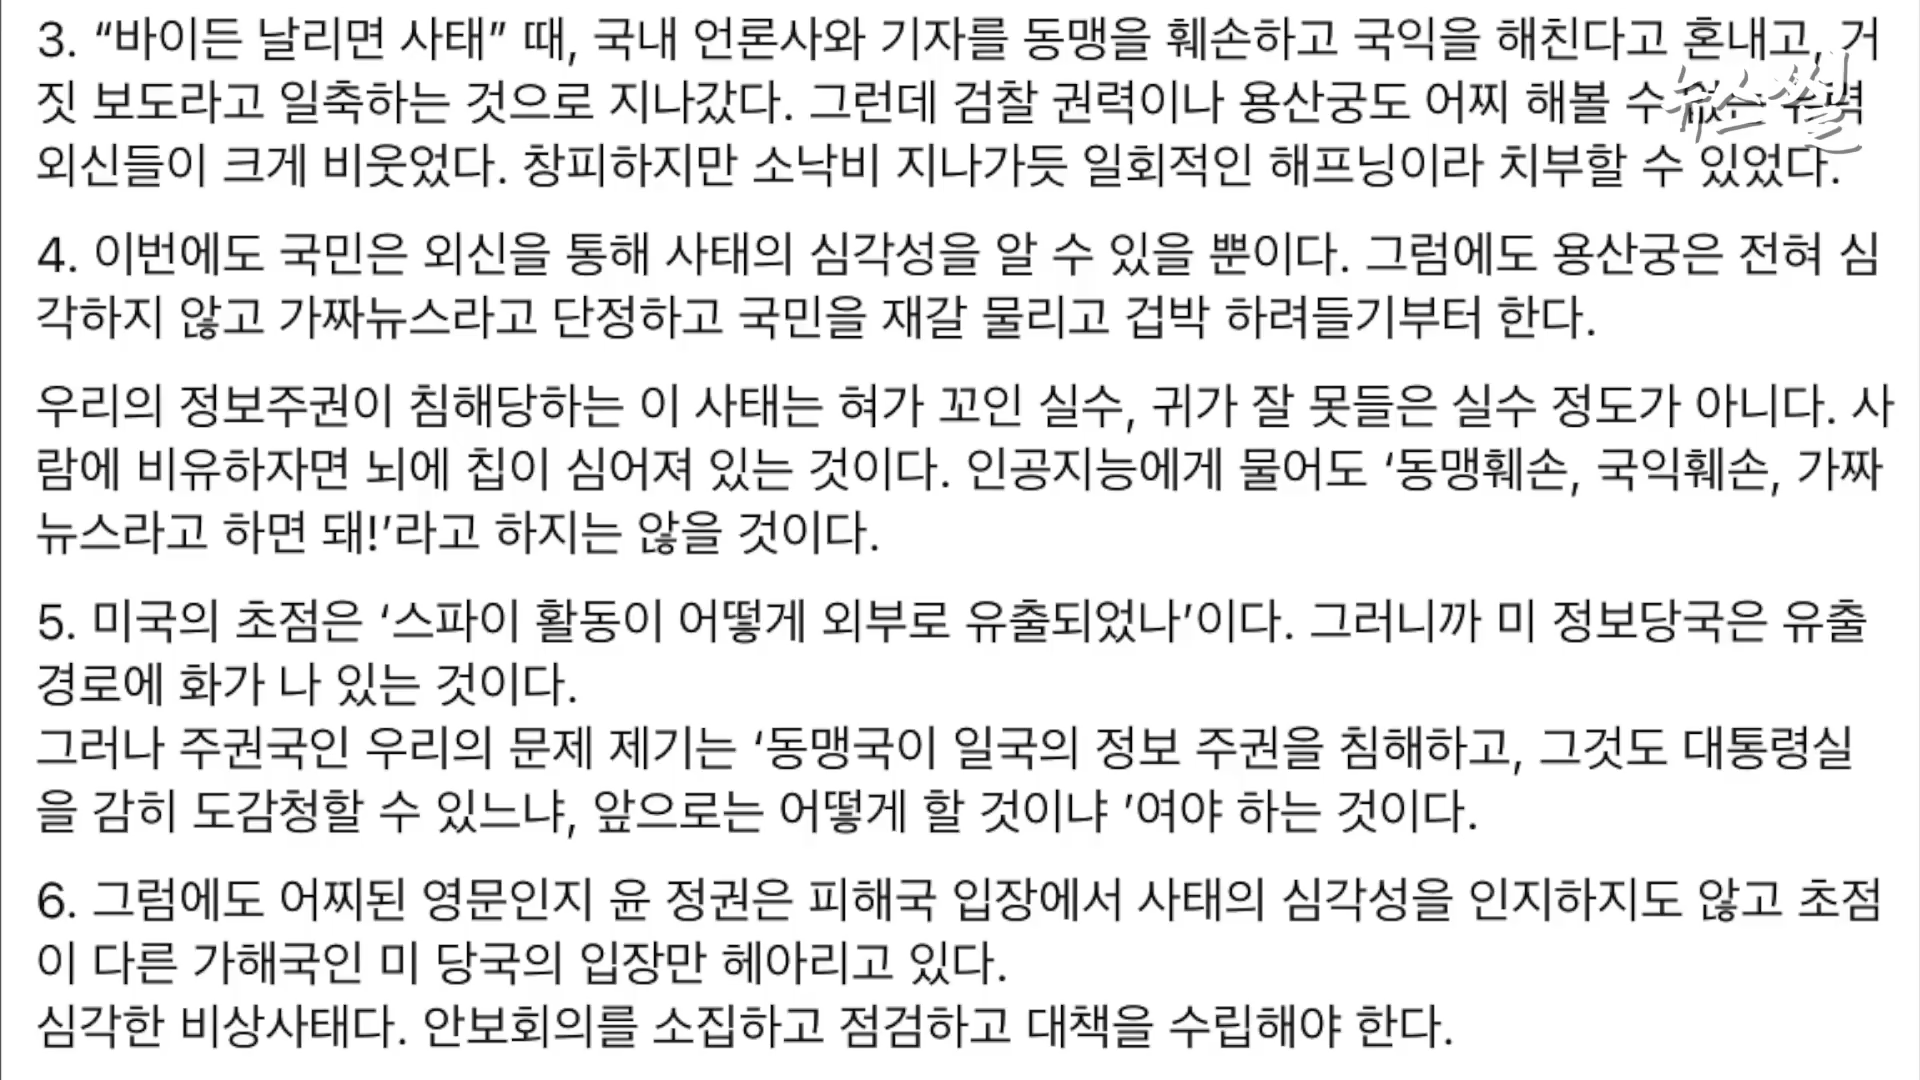 3. “바이든 날리면 사태” 때, 국내 언론사와 기자를 동맹을 훼손하고 국익을 해친다고 혼내고, 거
짓 보도라고 일축하는 것으로 지나갔다. 그런데 검찰 권력이나 용산궁도 어찌 해볼 수 없는
뉴스썰
외신들이 크게 비웃었다. 창피하지만 소낙비 지나가듯 일회적인 해프닝이라 치부할 수 있었다.
4. 이번에도 국민은 외신을 통해 사태의 심각성을 알 수 있을 뿐이다. 그럼에도 용산궁은 전혀 심
각하지 않고 가짜뉴스라고 단정하고 국민을 재갈 물리고 겁박 하려들기부터 한다.
우리의 정보주권이 침해당하는 이 사태는 혀가 꼬인 실수, 귀가 잘 못들은 실수 정도가 아니다. 사
람에 비유하자면 뇌에 칩이 심어져 있는 것이다. 인공지능에게 물어도 ‘동맹훼손, 국익훼손, 가짜
뉴스라고 하면 돼!’라고 하지는 않을 것이다.
5. 미국의 초점은 ‘스파이 활동이 어떻게 외부로 유출되었나’이다. 그러니까 미 정보당국은 유출
경로에 화가 나 있는 것이다.
그러나 주권국인 우리의 문제 제기는 ‘동맹국이 일국의 정보 주권을 침해하고, 그것도 대통령실
을 감히 도감청할 수 있느냐, 앞으로는 어떻게 할 것이냐 ’여야 하는 것이다.
6. 그럼에도 어찌된 영문인지 윤 정권은 피해국 입장에서 사태의 심각성을 인지하지도 않고 초점
이 다른 가해국인 미 당국의 입장만 헤아리고 있다.
심각한 비상사태다. 안보회의를 소집하고 점검하고 대책을 수립해야 한다.